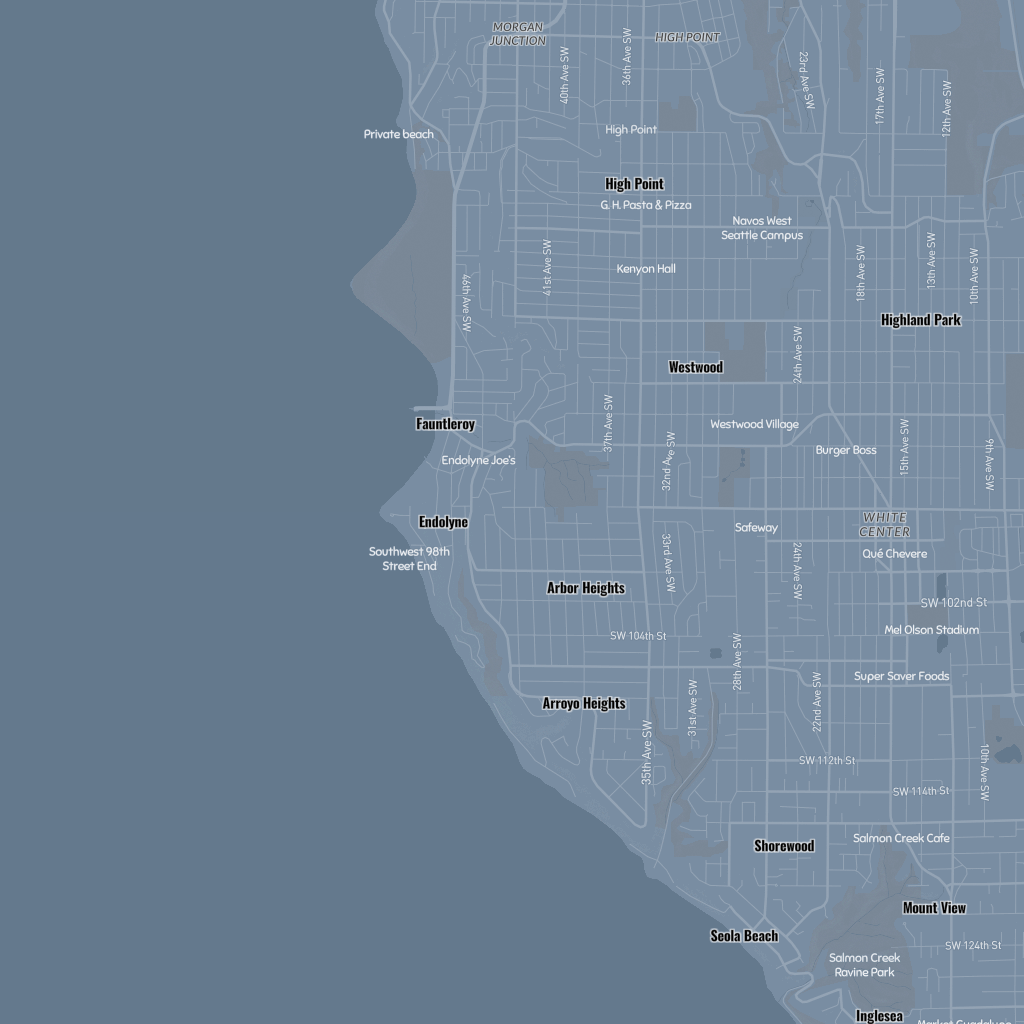 MORGAN
JUNCTION
HIGH POINT
36th Ave SW
40th Ave SW
23rd Ave SW
17th Ave SW
12th Ave SW
Private beach
High Point
High Point
G. H. Pasta & Pizza
Navos West
Seattle Campus
41st Ave SW
Kenyon Hall
18th Ave SW
13th Ave SW
10th Ave SW
46th Ave SW
Highland Park
24th Ave SW
Westwood
Fauntleroy
37th Ave SW
Westwood Village
32nd Ave SW
Burger Boss
15th Ave SW
9th Ave SW
Endolyne Joe's
Endolyne
Safeway
WHITE
CENTER
Southwest 98th
Street End
33rd Ave SW
24th Ave SW
Qué Chevere
Arbor Heights
SW 102nd St
SW 104th St
Mel Olson Stadium
28th Ave SW
Super Saver Foods
Arroyo Heights
31st Ave SW
22nd Ave SW
35th Ave SW
SW 112th St
10th Ave SW
SW 114th St
Shorewood
Salmon Creek Cafe
Mount View
Seola Beach
SW 124th St
Salmon Creek
Ravine Park
Inglesea